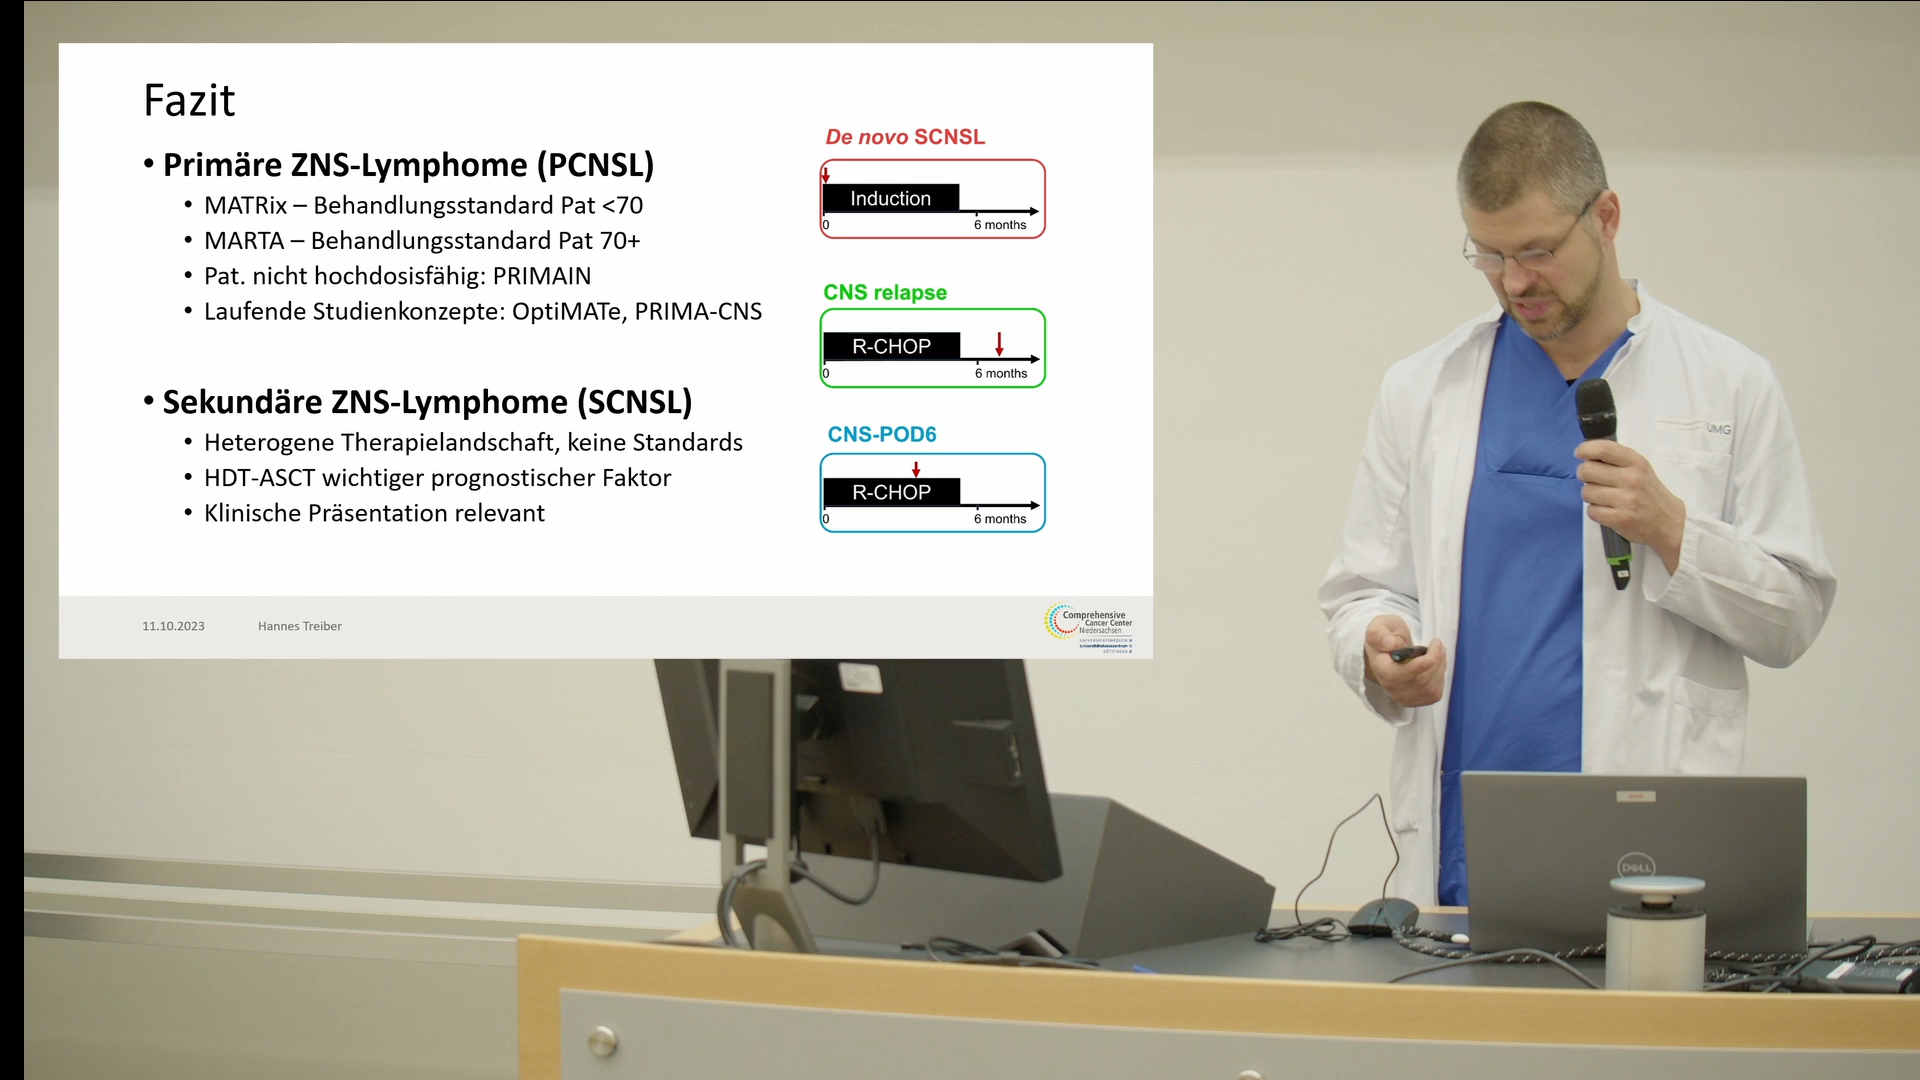 Fazit
• Primäre ZNS-Lymphome (PCNSL)
• MATRix – Behandlungsstandard Pat <70
• MARTA – Behandlungsstandard Pat 70+
• Pat. nicht hochdosisfähig: PRIMAIN
• Laufende Studienkonzepte: OptiMATe, PRIMA-CNS
• Sekundäre ZNS-Lymphome (SCNSL)
• Heterogene Therapielandschaft, keine Standards
• HDT-ASCT wichtiger prognostischer Faktor
• Klinische Präsentation relevant
De novo SCNSL
Induction
0 6 months
CNS relapse
R-CHOP
0 6 months
CNS-POD6
R-CHOP
0 6 months
11.10.2023 Hannes Treiber
Comprehensive
Cancer Center
Niedersachsen
UMG
DELL